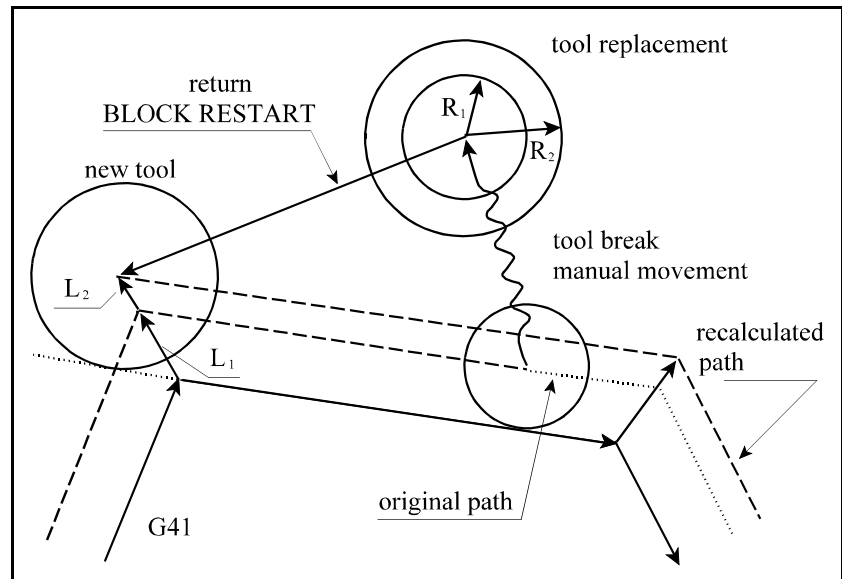 tool replacement
return
BLOCK RESTART
R1
R2
new tool
tool break
manual movement
L2
L1
recalculated
path
original path
G41